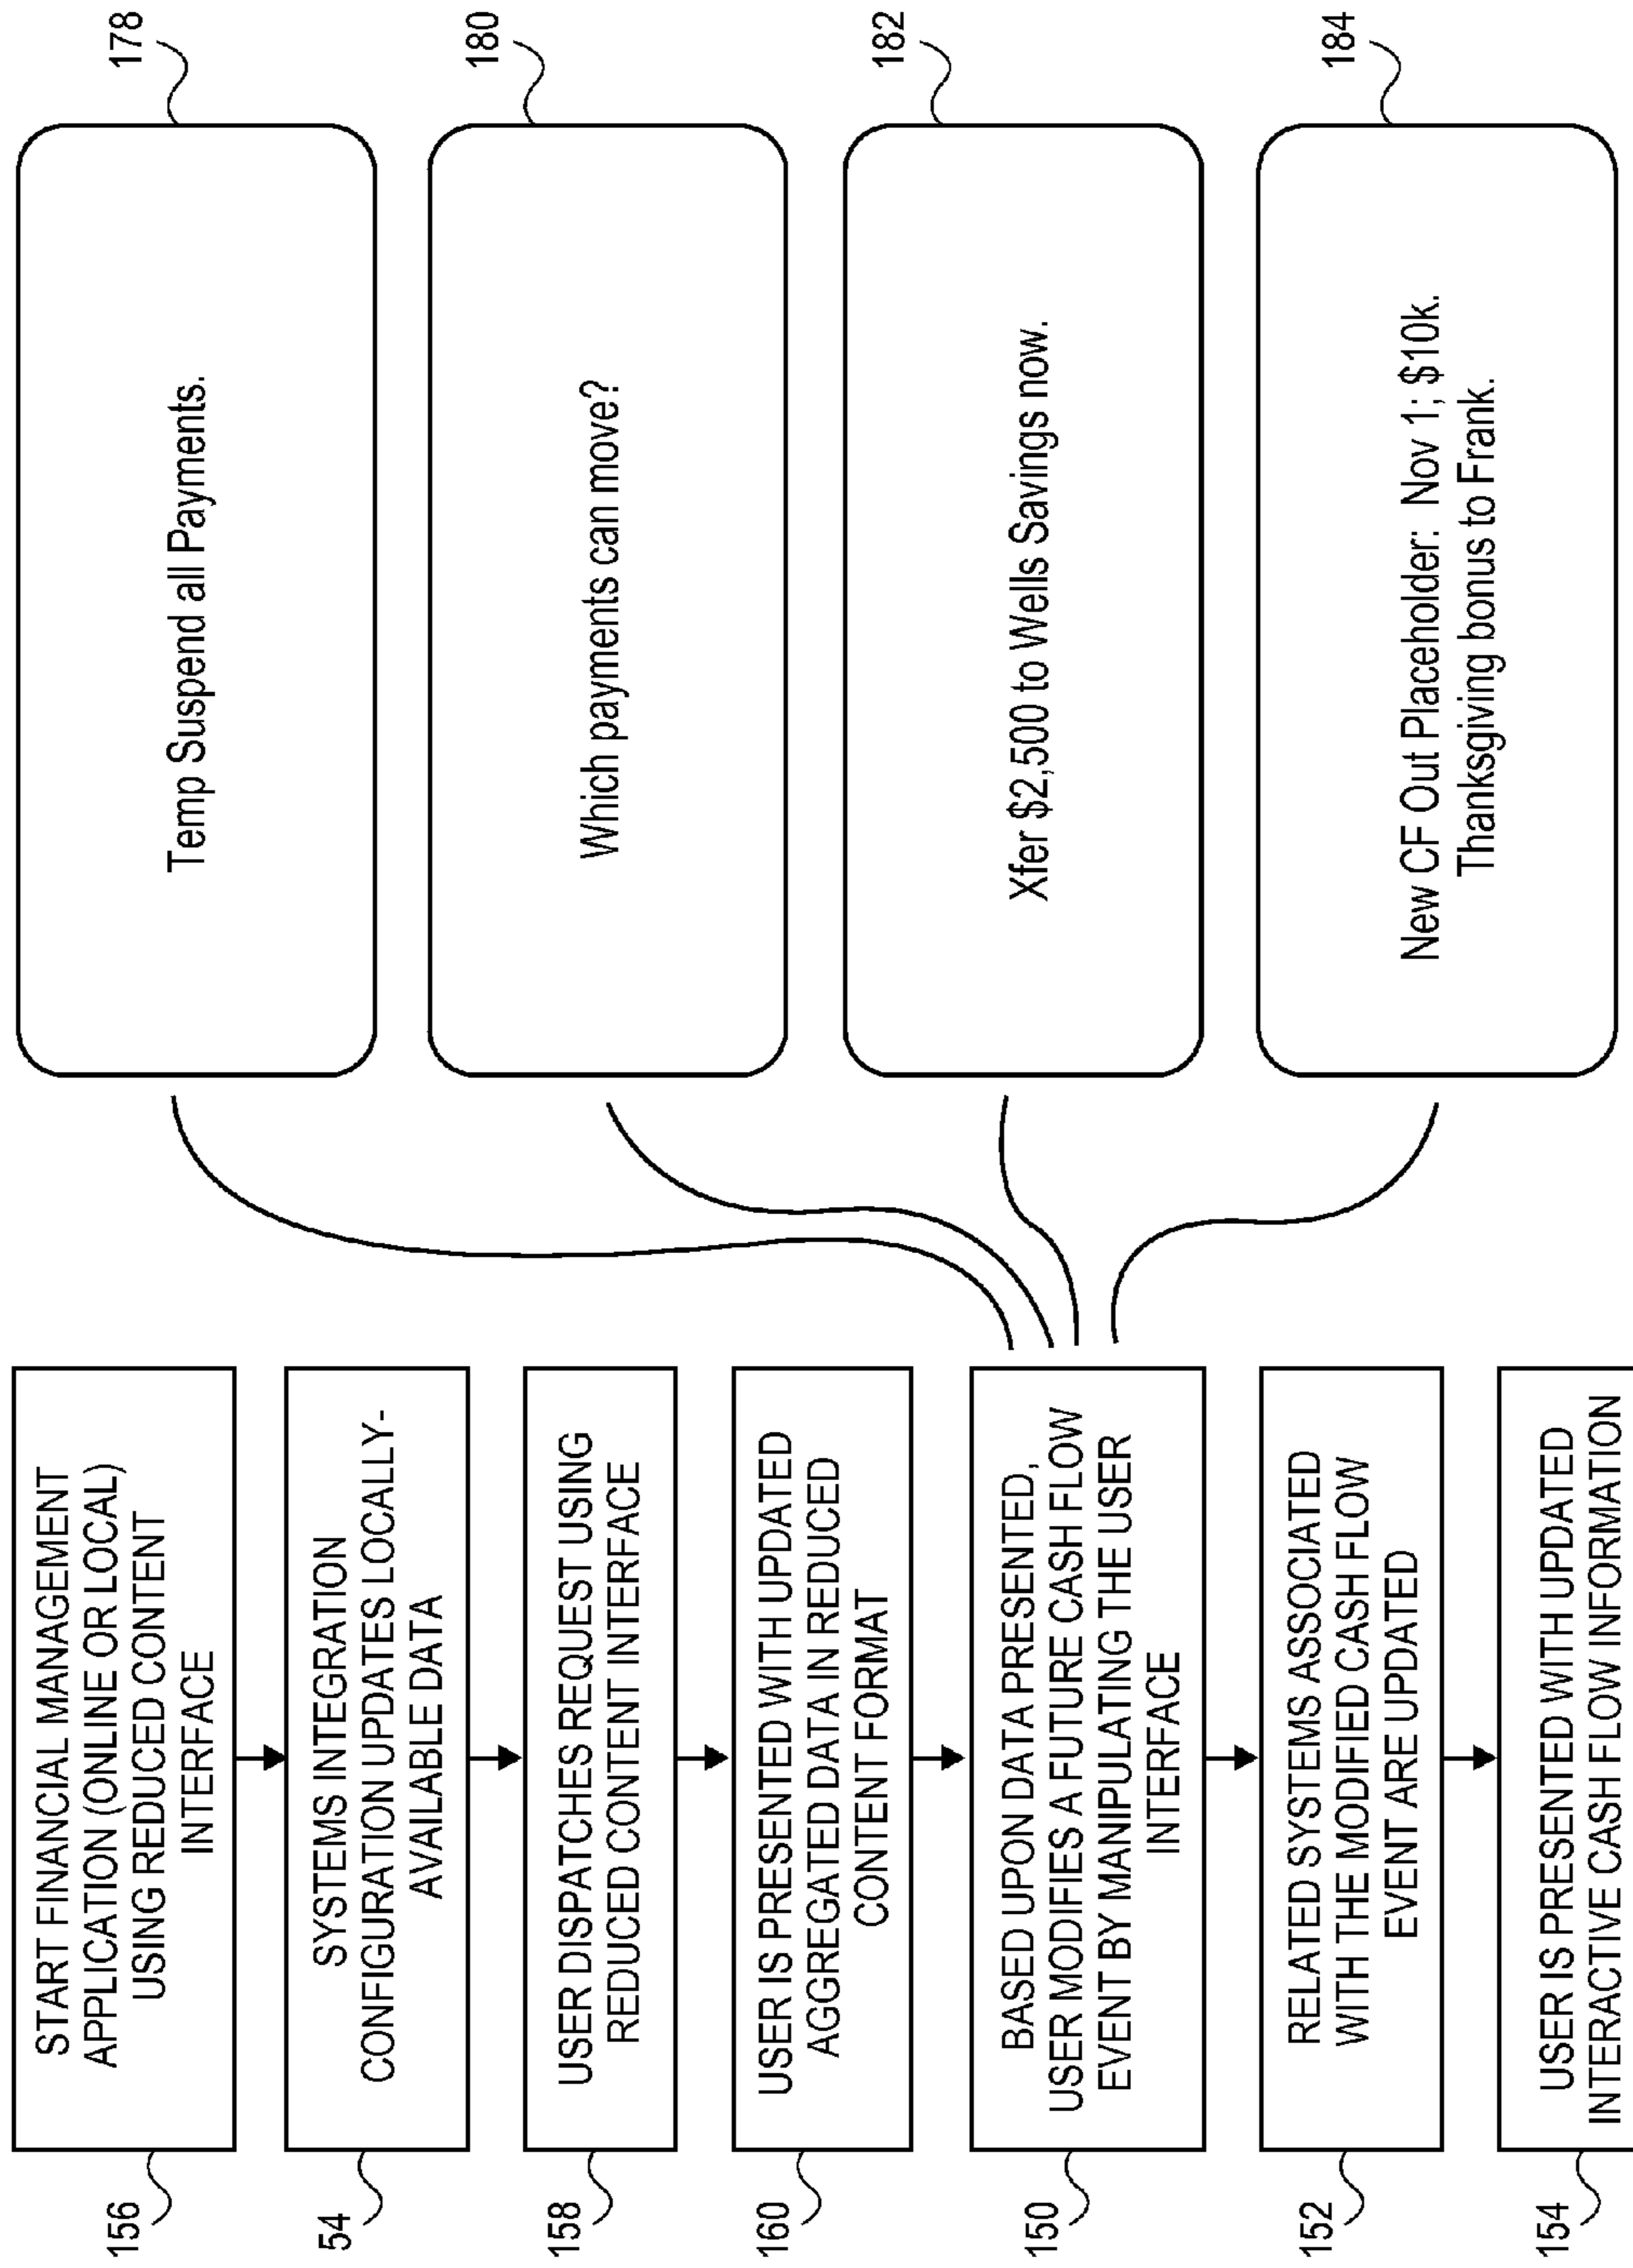 156
START FINANCIAL MANAGEMENT
APPLICATION (ONLINE OR LOCAL)
USING REDUCED CONTENT
INTERFACE
54
SYSTEMS INTEGRATION
CONFIGURATION UPDATES LOCALLY-
AVAILABLE DATA
158
USER DISPATCHES REQUEST USING
REDUCED CONTENT INTERFACE
160
USER IS PRESENTED WITH UPDATED
AGGREGATED DATA IN REDUCED
CONTENT FORMAT
150
BASED UPON DATA PRESENTED,
USER MODIFIES A FUTURE CASH FLOW
EVENT BY MANIPULATING THE USER
INTERFACE
152
RELATED SYSTEMS ASSOCIATED
WITH THE MODIFIED CASH FLOW
EVENT ARE UPDATED
154
USER IS PRESENTED WITH UPDATED
INTERACTIVE CASH FLOW INFORMATION
178
Temp Suspend all Payments.
180
Which payments can move?
182
Xfer $2,500 to Wells Savings now.
184
New CF Out Placeholder: Nov 1; $10k.
Thanksgiving bonus to Frank.